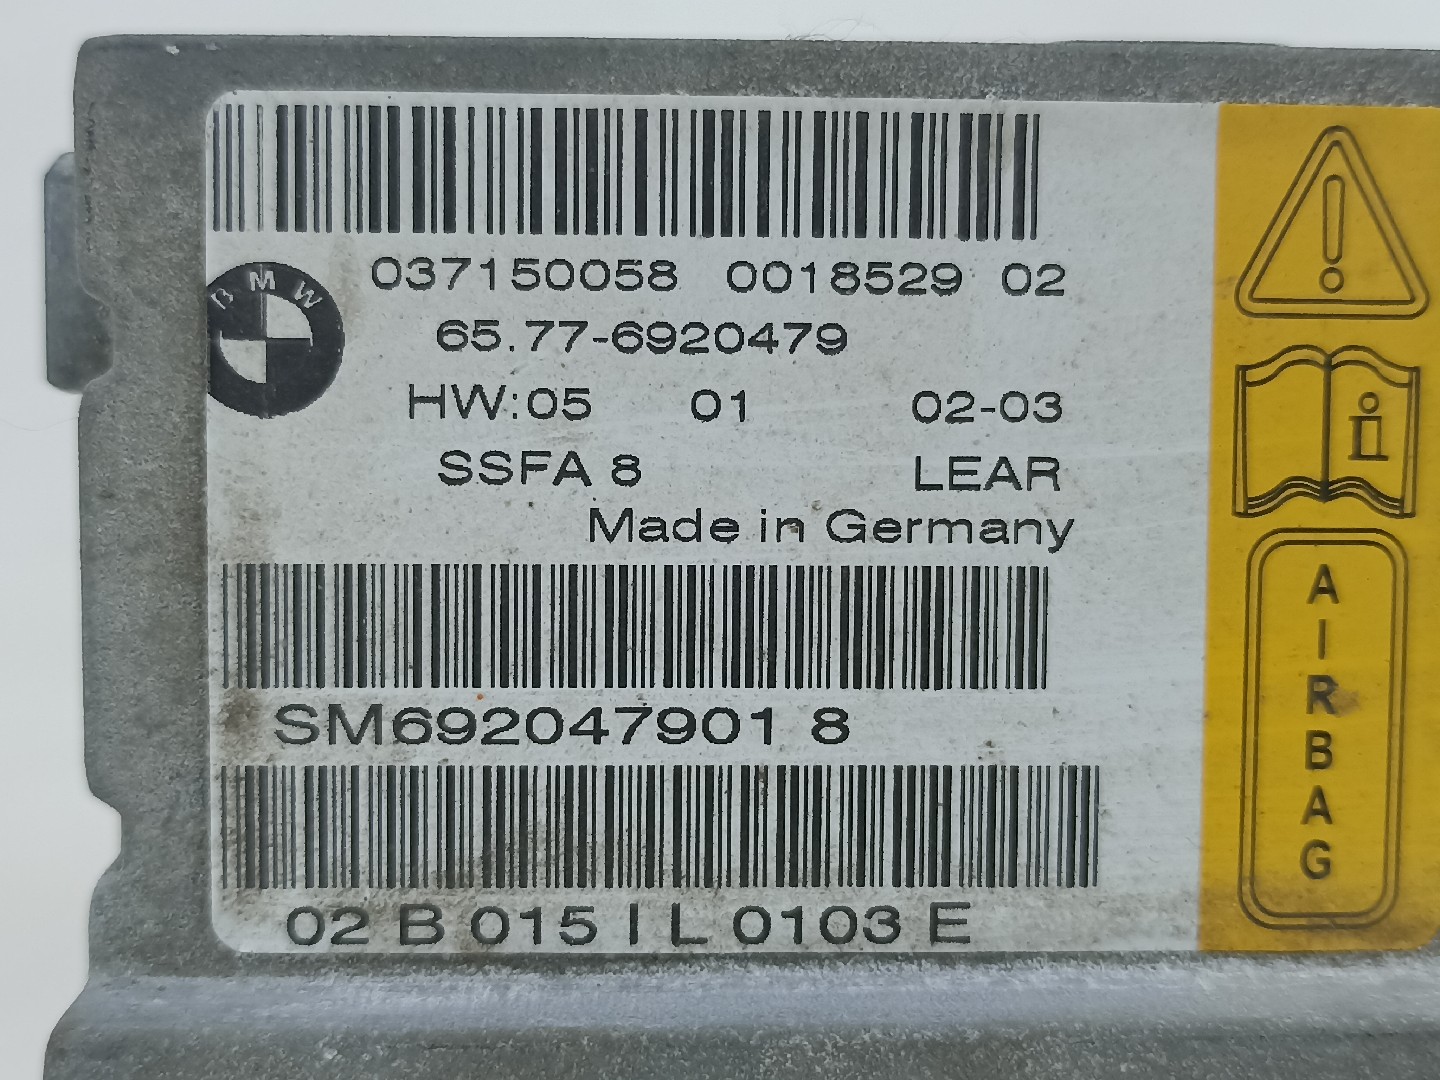 037150058 0018529 02
BMW
65.77-6920479
HW:05 01 02-03
SSFA 8 LEAR
Made in Germany
SM692047901 8
02 B 015 I L 0103 E
i
AIRBAG